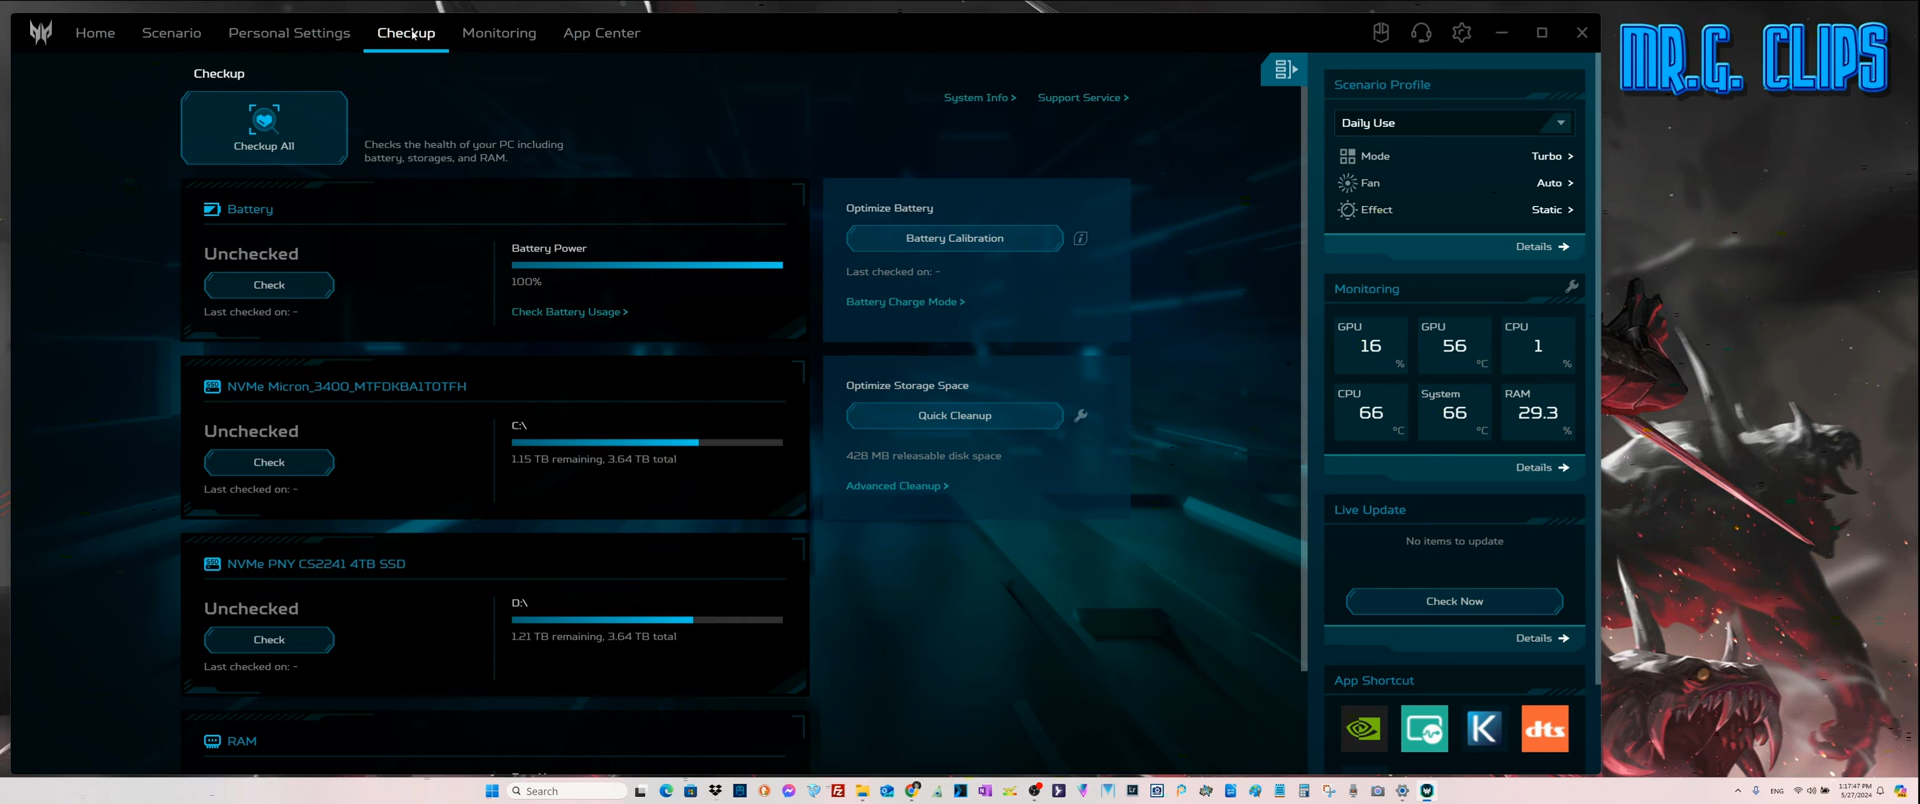 Home Scenario Personal Settings Checkup Monitoring App Center
MR.G. CLIPS
Checkup
System Info > Support Service >
Checkup All
Checks the health of your PC including
battery, storages, and RAM.
Battery
Unchecked
Check
Last checked on: -
Battery Power
100%
Check Battery Usage >
Optimize Battery
Battery Calibration
Last checked on: -
Battery Charge Mode >
NVMe Micron_3400_MTFDKBA1T0TFH
Unchecked
Check
Last checked on: -
C:\
1.15 TB remaining, 3.64 TB total
Optimize Storage Space
Quick Cleanup
428 MB releasable disk space
Advanced Cleanup >
NVMe PNY CS2241 4TB SSD
Unchecked
Check
Last checked on: -
D:\
1.21 TB remaining, 3.64 TB total
RAM
Scenario Profile
Daily Use
Mode Turbo >
Fan Auto >
Effect Static >
Details
Monitoring
GPU 16 %
GPU 56 °C
CPU 1 %
CPU 66 °C
System 66 °C
RAM 29.3 %
Details
Live Update
No items to update
Check Now
Details
App Shortcut
K
dts
Search
ENG
1:17:47 PM
5/27/2024